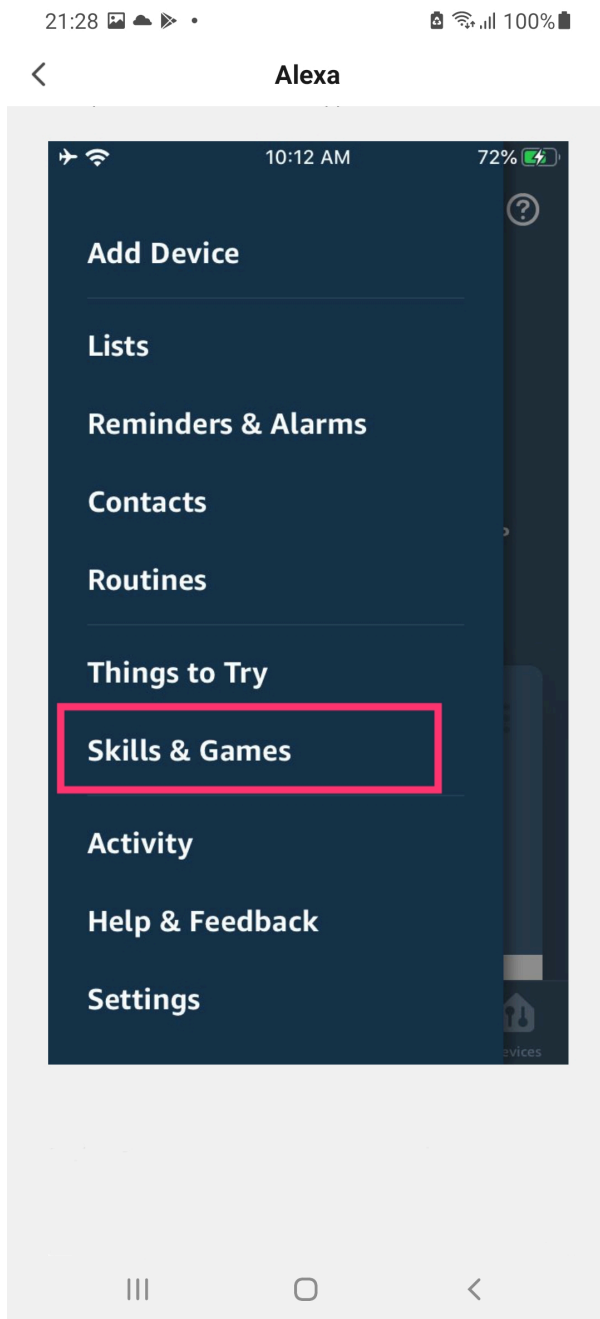 21:28
100%
Alexa
10:12 AM
72%
Add Device
Lists
Reminders & Alarms
Contacts
Routines
Things to Try
Skills & Games
Activity
Help & Feedback
Settings
evices